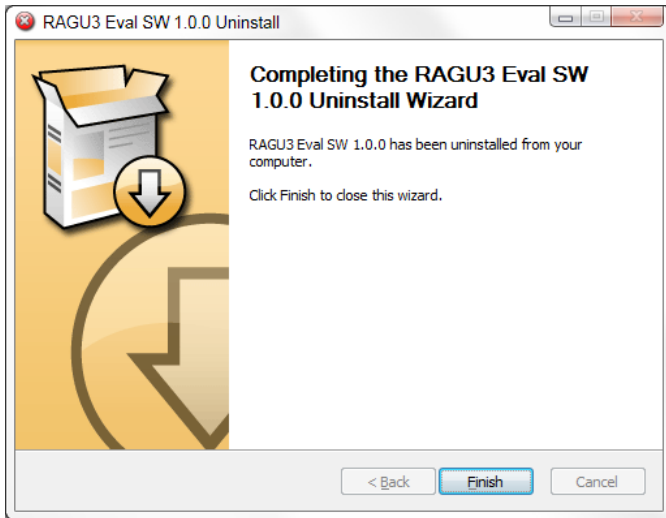 RAGU3 Eval SW 1.0.0 Uninstall
Completing the RAGU3 Eval SW
1.0.0 Uninstall Wizard
RAGU3 Eval SW 1.0.0 has been uninstalled from your
computer.
Click Finish to close this wizard.
< Back
Finish
Cancel